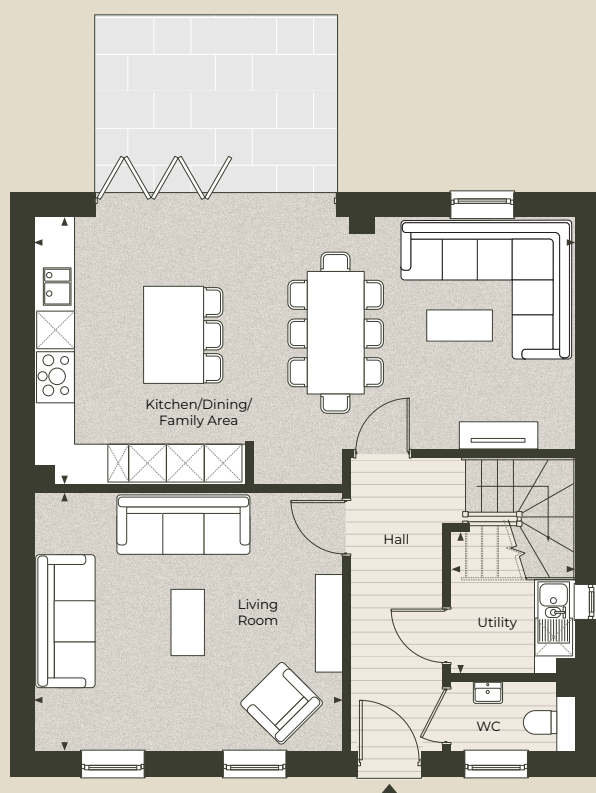 Kitchen/Dining/
Family Area
Hall
Living
Room
Utility
WC